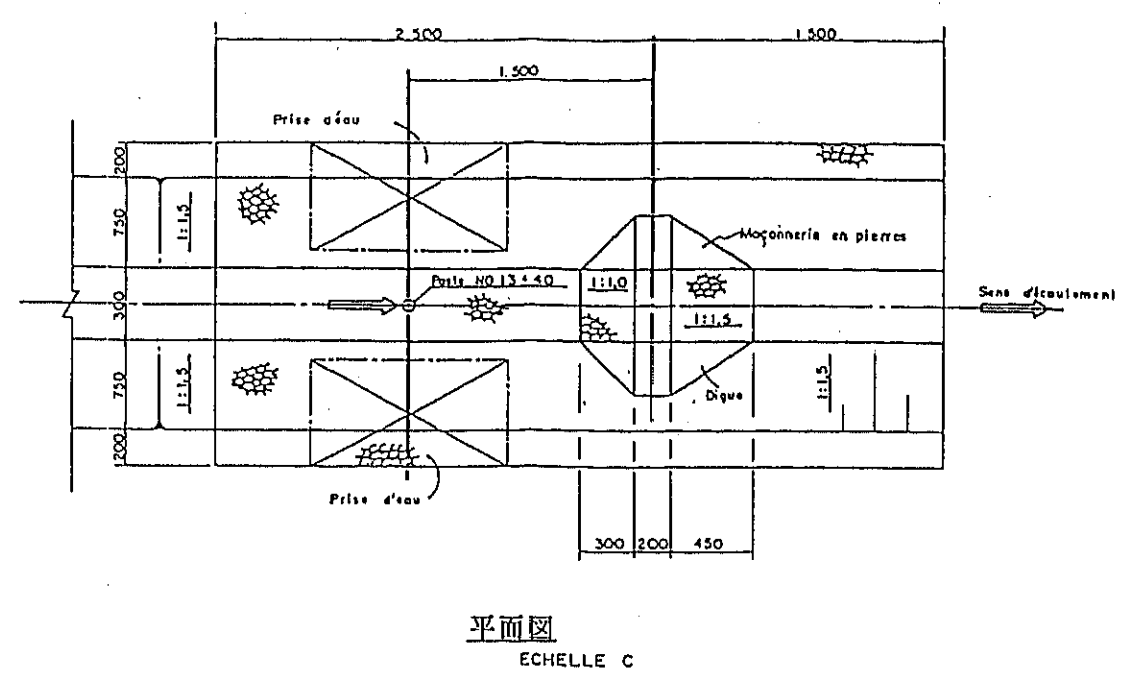 2.500
1.500
1.500
Prise d'eau
200
750
1:1,5
Maçonnerie en pierres
Poste NO 13+40
1:1,0
300
Sens d'écoulement
1:1,5
750
1:1,5
Digue
1:1,5
200
Prise d'eau
300
200
450
平面図
ECHELLE C